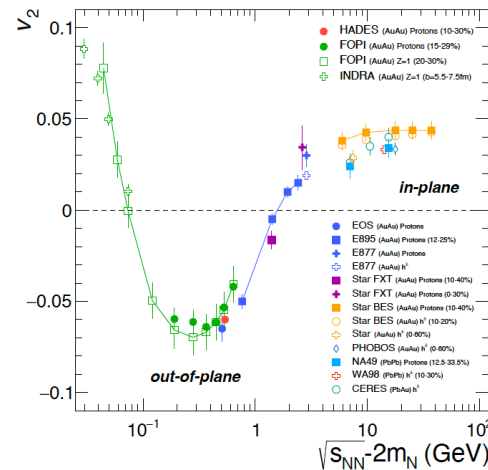 v₂
0.1
0.05
0
−0.05
−0.1
HADES (AuAu) Protons (10-30%)
FOPI (AuAu) Protons (15-29%)
FOPI (AuAu) Z=1 (20-30%)
INDRA (AuAu) Z=1 (b=5.5-7.5fm)
in-plane
EOS (AuAu) Protons
E895 (AuAu) Protons (12-25%)
E877 (AuAu) Protons
E877 (AuAu) h±
Star FXT (AuAu) Protons (10-40%)
Star FXT (AuAu) Protons (0-30%)
Star BES (AuAu) Protons (10-40%)
Star BES (AuAu) h± (10-20%)
Star (AuAu) h± (0-60%)
PHOBOS (AuAu) h± (0-60%)
NA49 (PbPb) Protons (12.5-33.5%)
WA98 (PbPb) h± (10-30%)
CERES (PbAu) h±
out-of-plane
10⁻¹ 1 10 10²
√s_NN-2m_N (GeV)